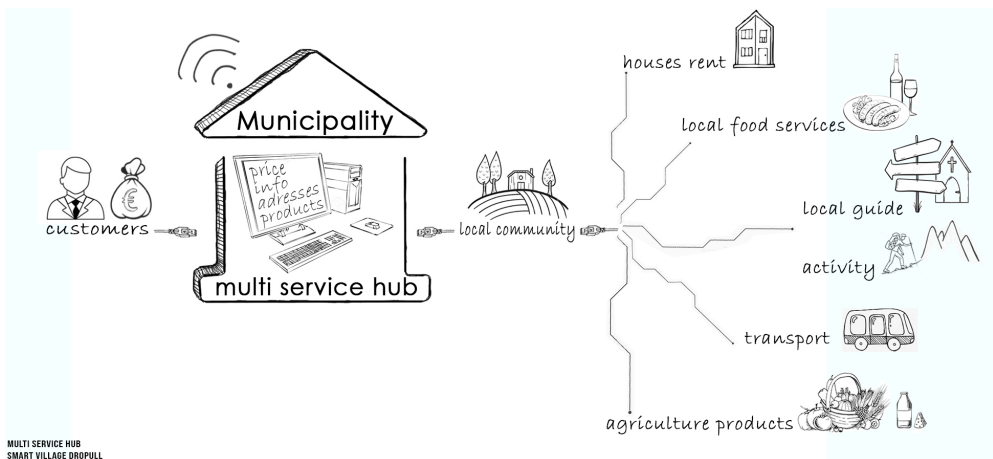 houses rent
Municipality
local food services
price
info
adresses
products
local guide
customers
local community
activity
multi service hub
transport
agriculture products
MULTI SERVICE HUB
SMART VILLAGE DROPULL